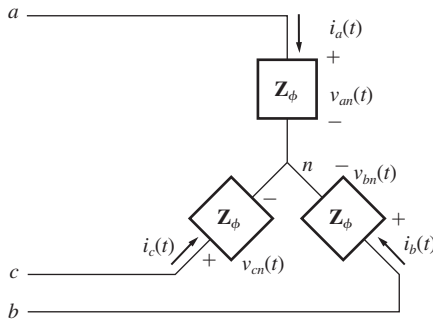 a
i_a(t)
+
Z_ϕ
v_an(t)
−
n
− v_bn(t)
−
Z_ϕ
Z_ϕ
+
i_c(t)
+
v_cn(t)
i_b(t)
c
b